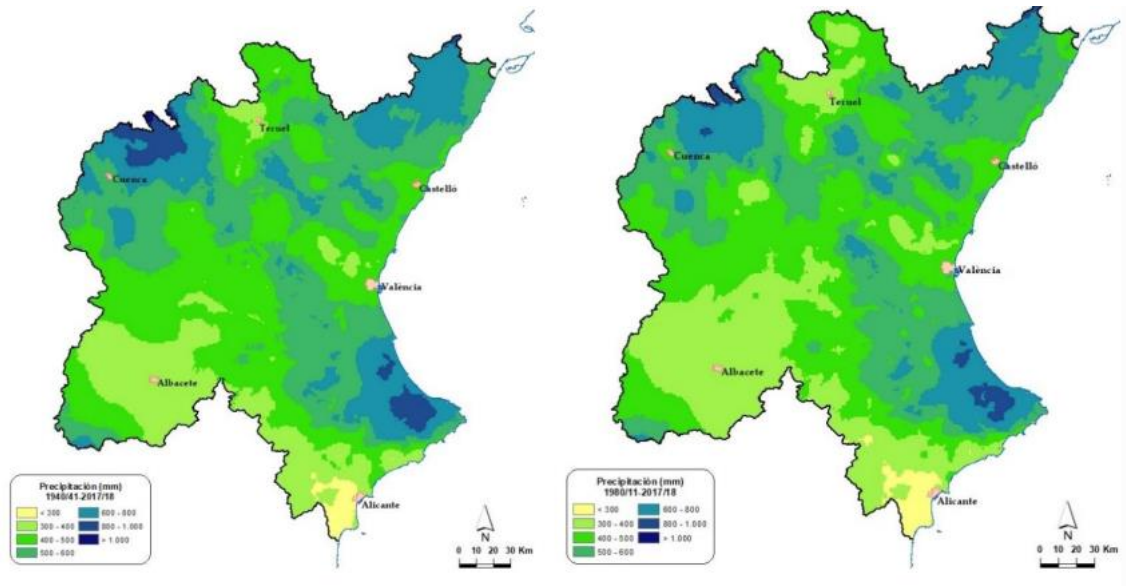 Teruel
Cuenca
Castelló
València
Albacete
Alicante
Precipitación (mm)
1940/41-2017/18
< 300
600 - 800
300 - 400
800 - 1.000
400 - 500
> 1.000
500 - 600
N
0 10 20 30 Km
Teruel
Cuenca
Castelló
València
Albacete
Alicante
Precipitación (mm)
1980/11-2017/18
< 300
600 - 800
300 - 400
800 - 1.000
400 - 500
> 1.000
500 - 600
N
0 10 20 30 Km